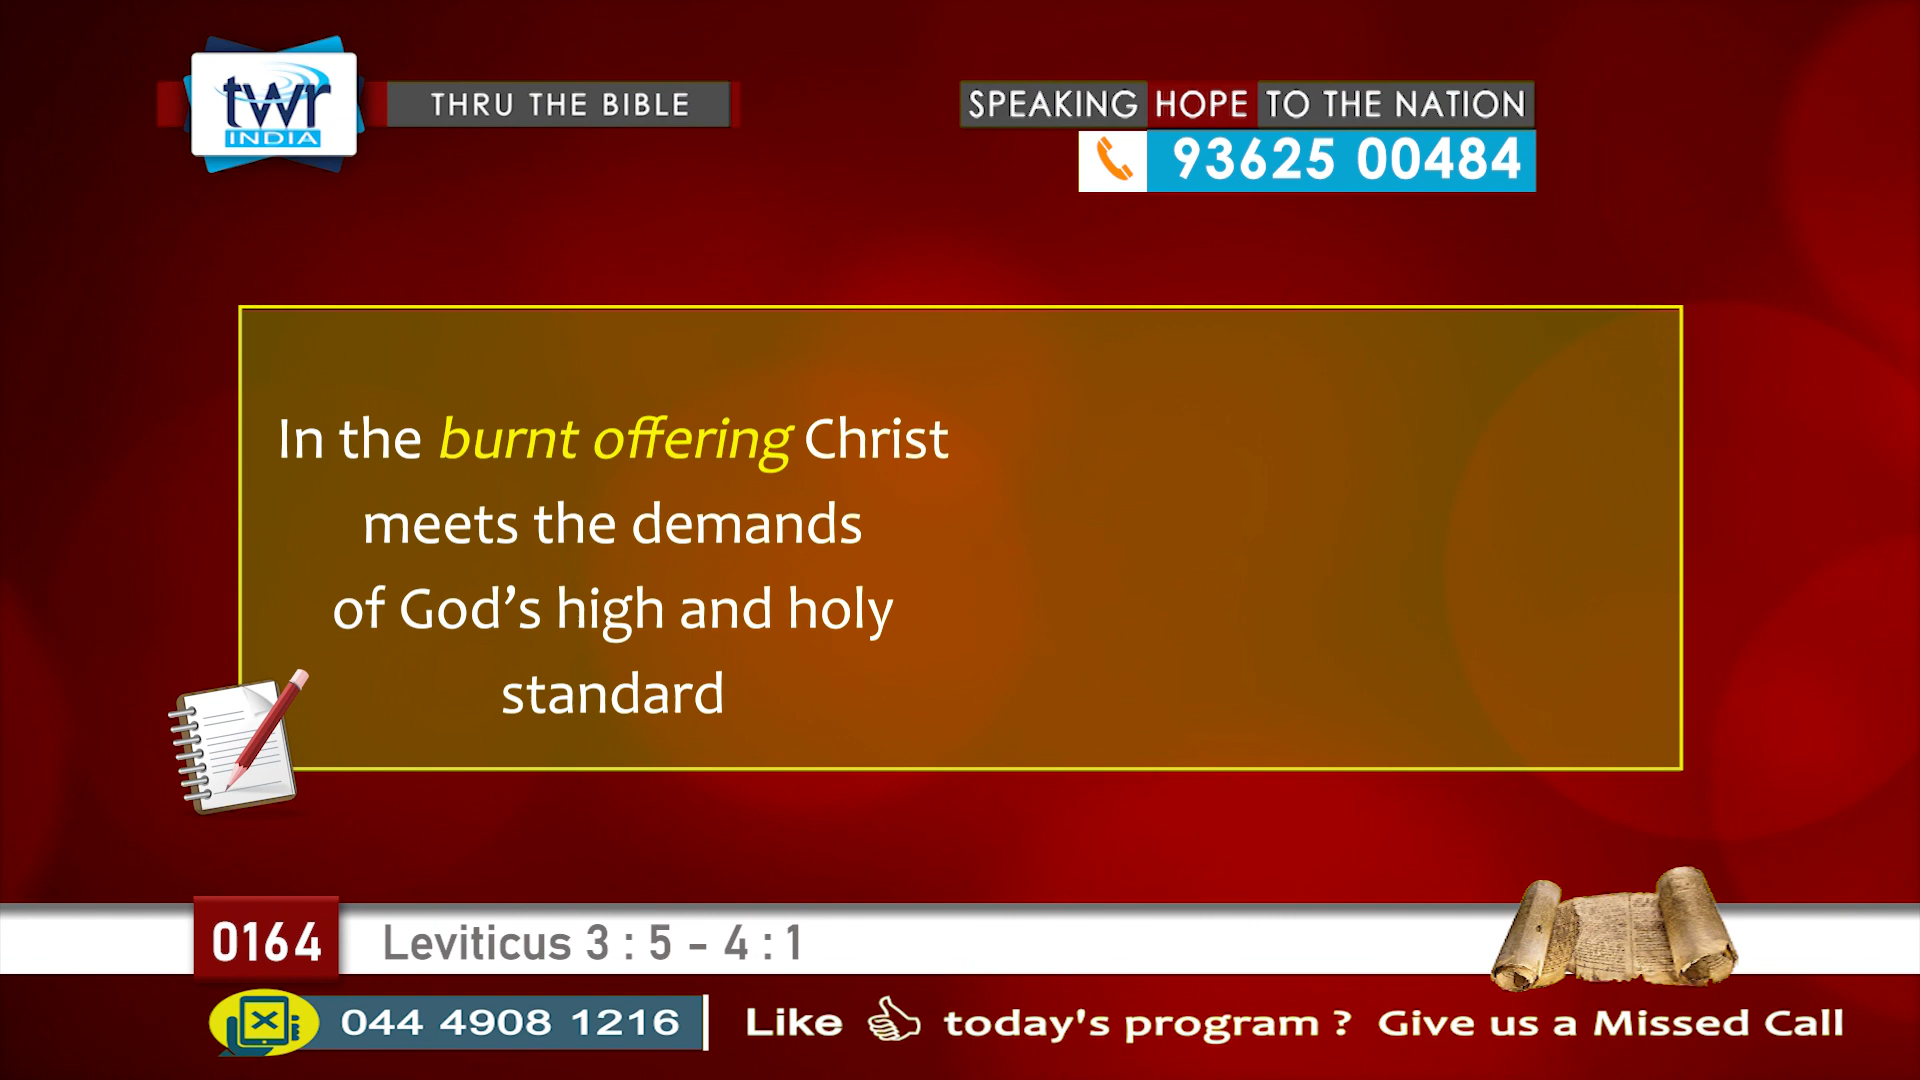 twr
INDIA
THRU THE BIBLE
SPEAKING HOPE TO THE NATION
93625 00484
In the burnt offering Christ
meets the demands
of God’s high and holy
standard
0164
Leviticus 3 : 5 - 4 : 1
044 4908 1216
Like today's program ? Give us a Missed Call